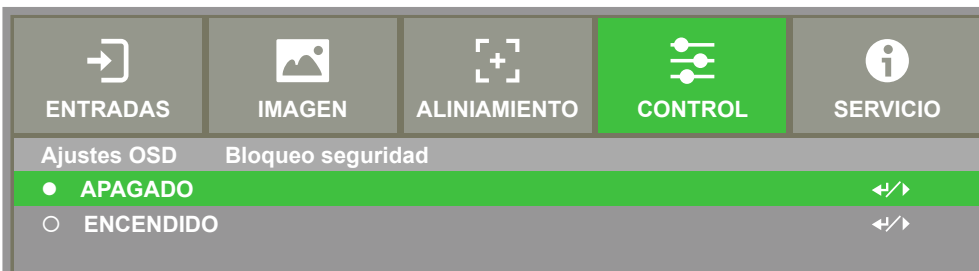 ENTRADAS IMAGEN ALINIAMIENTO CONTROL SERVICIO
Ajustes OSD Bloqueo seguridad
APAGADO
ENCENDIDO